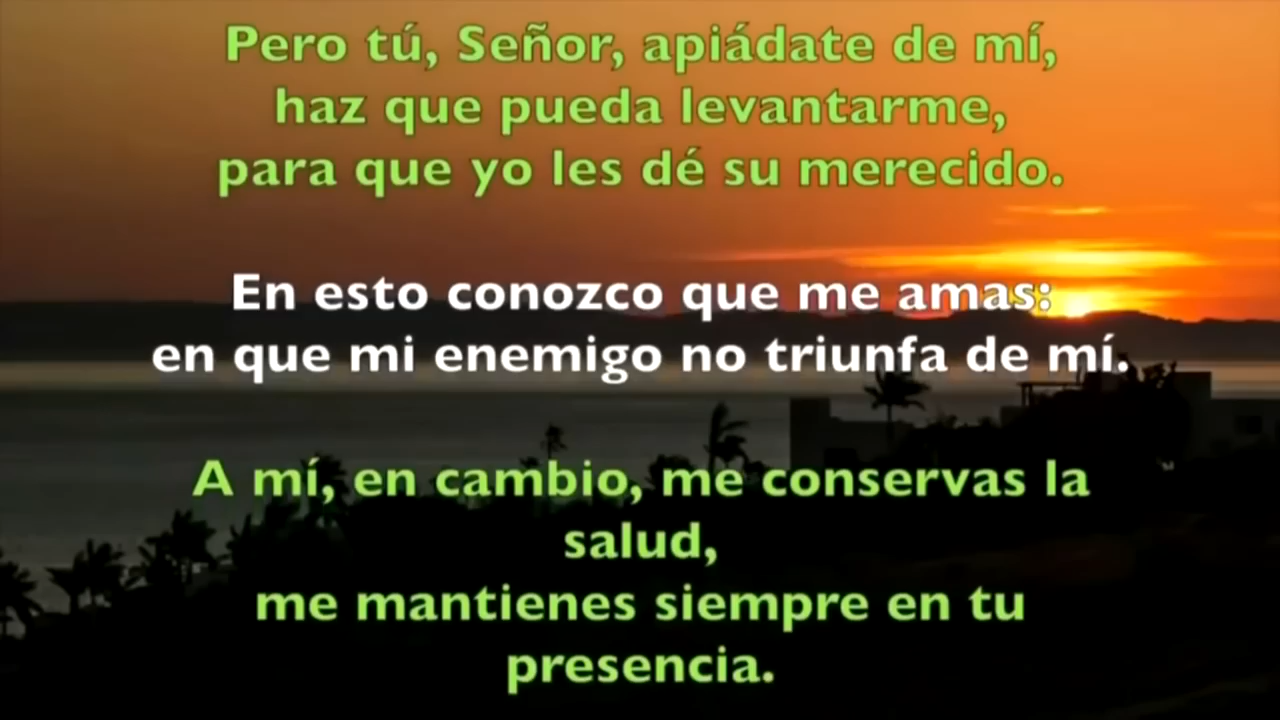 Pero tú, Señor, apiádate de mí,
haz que pueda levantarme,
para que yo les dé su merecido.
En esto conozco que me amas:
en que mi enemigo no triunfa de mí.
A mí, en cambio, me conservas la
salud,
me mantienes siempre en tu
presencia.